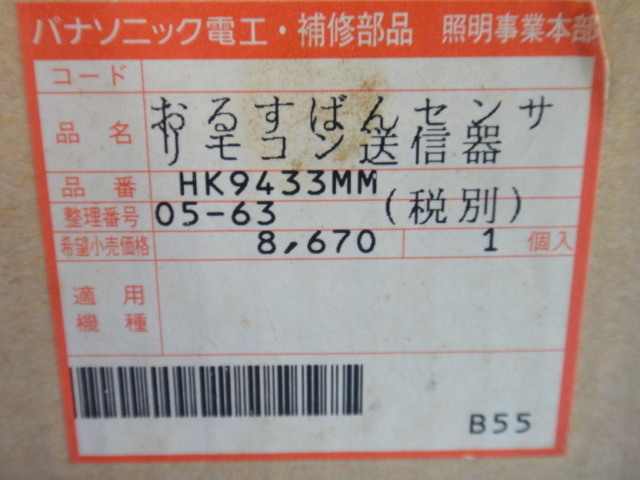 パナソニック電工・補修部品 照明事業本部
コード
品名 おるすばんセンサ
リモコン送信器
品番 HK9433MM
整理番号 05-63 (税別)
希望小売価格 8,670 1 個入
適用
機種
B55